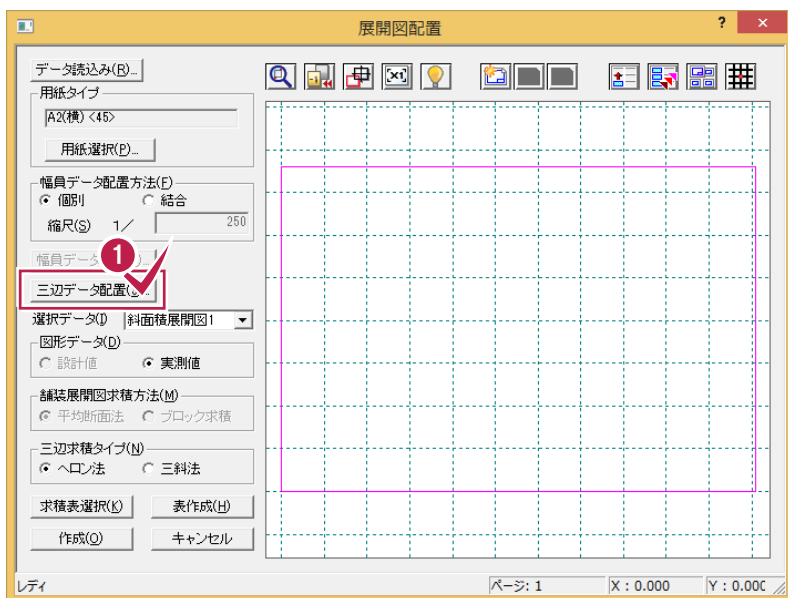 展開図配置
?
×
データ読込み(R)...
用紙タイプ
A2(横) <45>
用紙選択(P)...
幅員データ配置方法(F)
個別 結合
縮尺(S) 1/ 250
幅員データ
1
三辺データ配置
選択データ(I) 斜面積展開図1
図形データ(D)
設計値 実測値
舗装展開図求積方法(M)
平均断面法 ブロック求積
三辺求積タイプ(N)
ヘロン法 三斜法
求積表選択(K) 表作成(H)
作成(O) キャンセル
レディ ページ: 1 X : 0.000 Y : 0.000